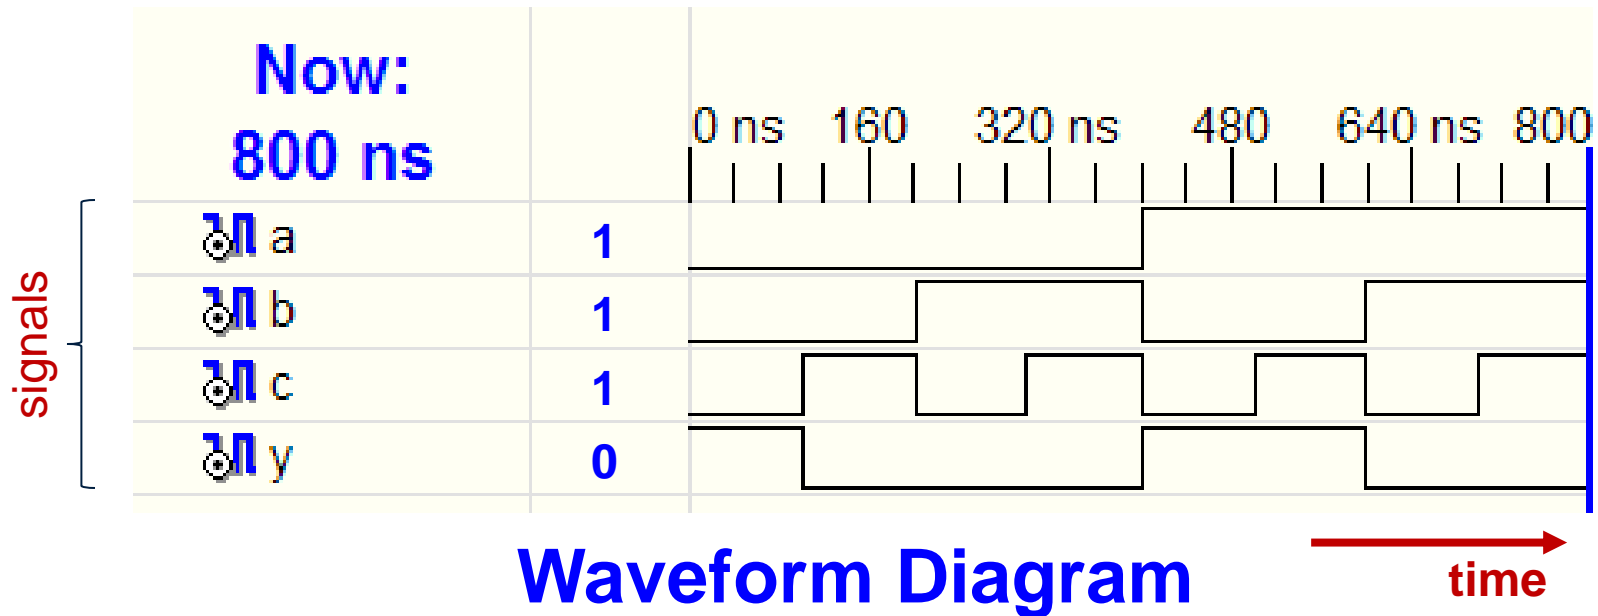 Now:
800 ns
0 ns 160 320 ns 480 640 ns 800
signals
a 1
b 1
c 1
y 0
Waveform Diagram
time